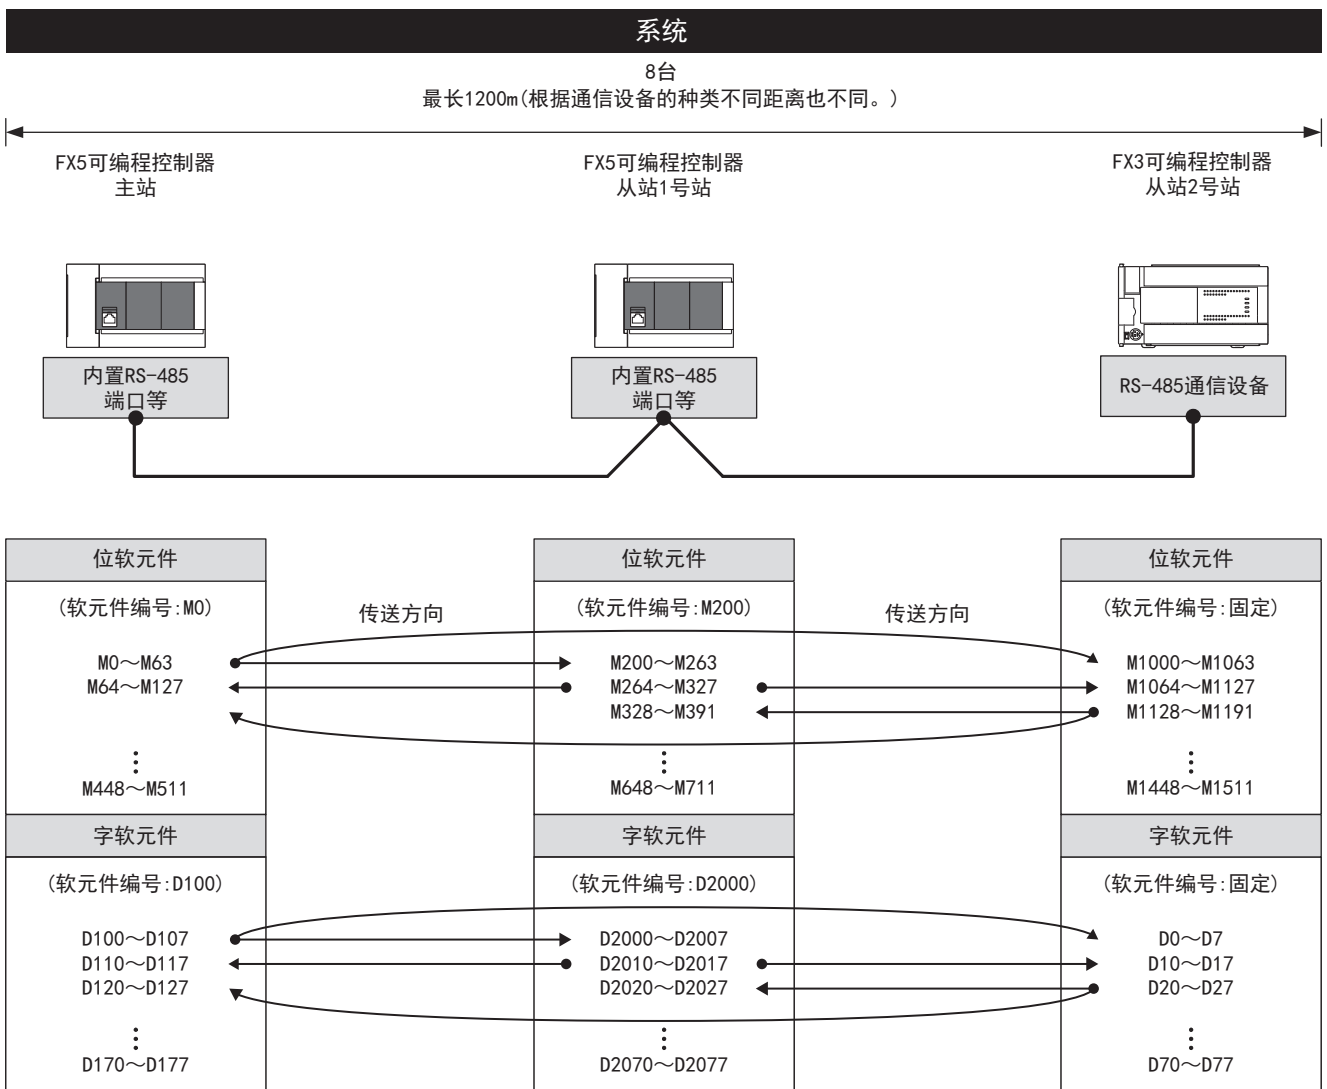 系统
8台
最长1200m(根据通信设备的种类不同距离也不同。)
FX5可编程控制器
主站
FX5可编程控制器
从站1号站
FX3可编程控制器
从站2号站
内置RS-485
端口等
内置RS-485
端口等
RS-485通信设备
位软元件
(软元件编号:M0)
M0～M63
M64～M127
M448～M511
传送方向
位软元件
(软元件编号:M200)
M200～M263
M264～M327
M328～M391
M648～M711
传送方向
位软元件
(软元件编号:固定)
M1000～M1063
M1064～M1127
M1128～M1191
M1448～M1511
字软元件
(软元件编号:D100)
D100～D107
D110～D117
D120～D127
D170～D177
字软元件
(软元件编号:D2000)
D2000～D2007
D2010～D2017
D2020～D2027
D2070～D2077
字软元件
(软元件编号:固定)
D0～D7
D10～D17
D20～D27
D70～D77